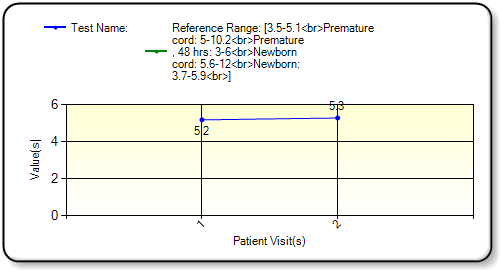 Test Name:
Reference Range: [3.5-5.1<br>Premature
cord: 5-10.2<br>Premature
, 48 hrs: 3-6<br>Newborn
cord: 5.6-12<br>Newborn:
3.7-5.9<br>]
6
4
2
0
Value(s)
5.2
5.3
1
2
Patient Visit(s)